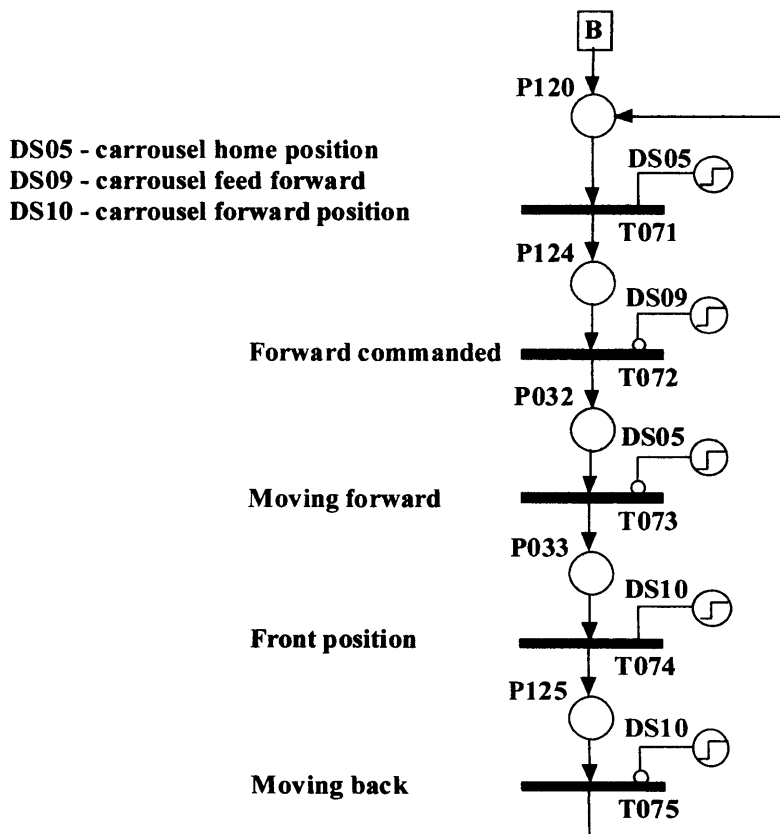 B
P120
DS05 - carrousel home position
DS05
DS09 - carrousel feed forward
DS10 - carrousel forward position
T071
P124
DS09
Forward commanded
T072
P032
DS05
Moving forward
T073
P033
DS10
Front position
T074
P125
DS10
Moving back
T075